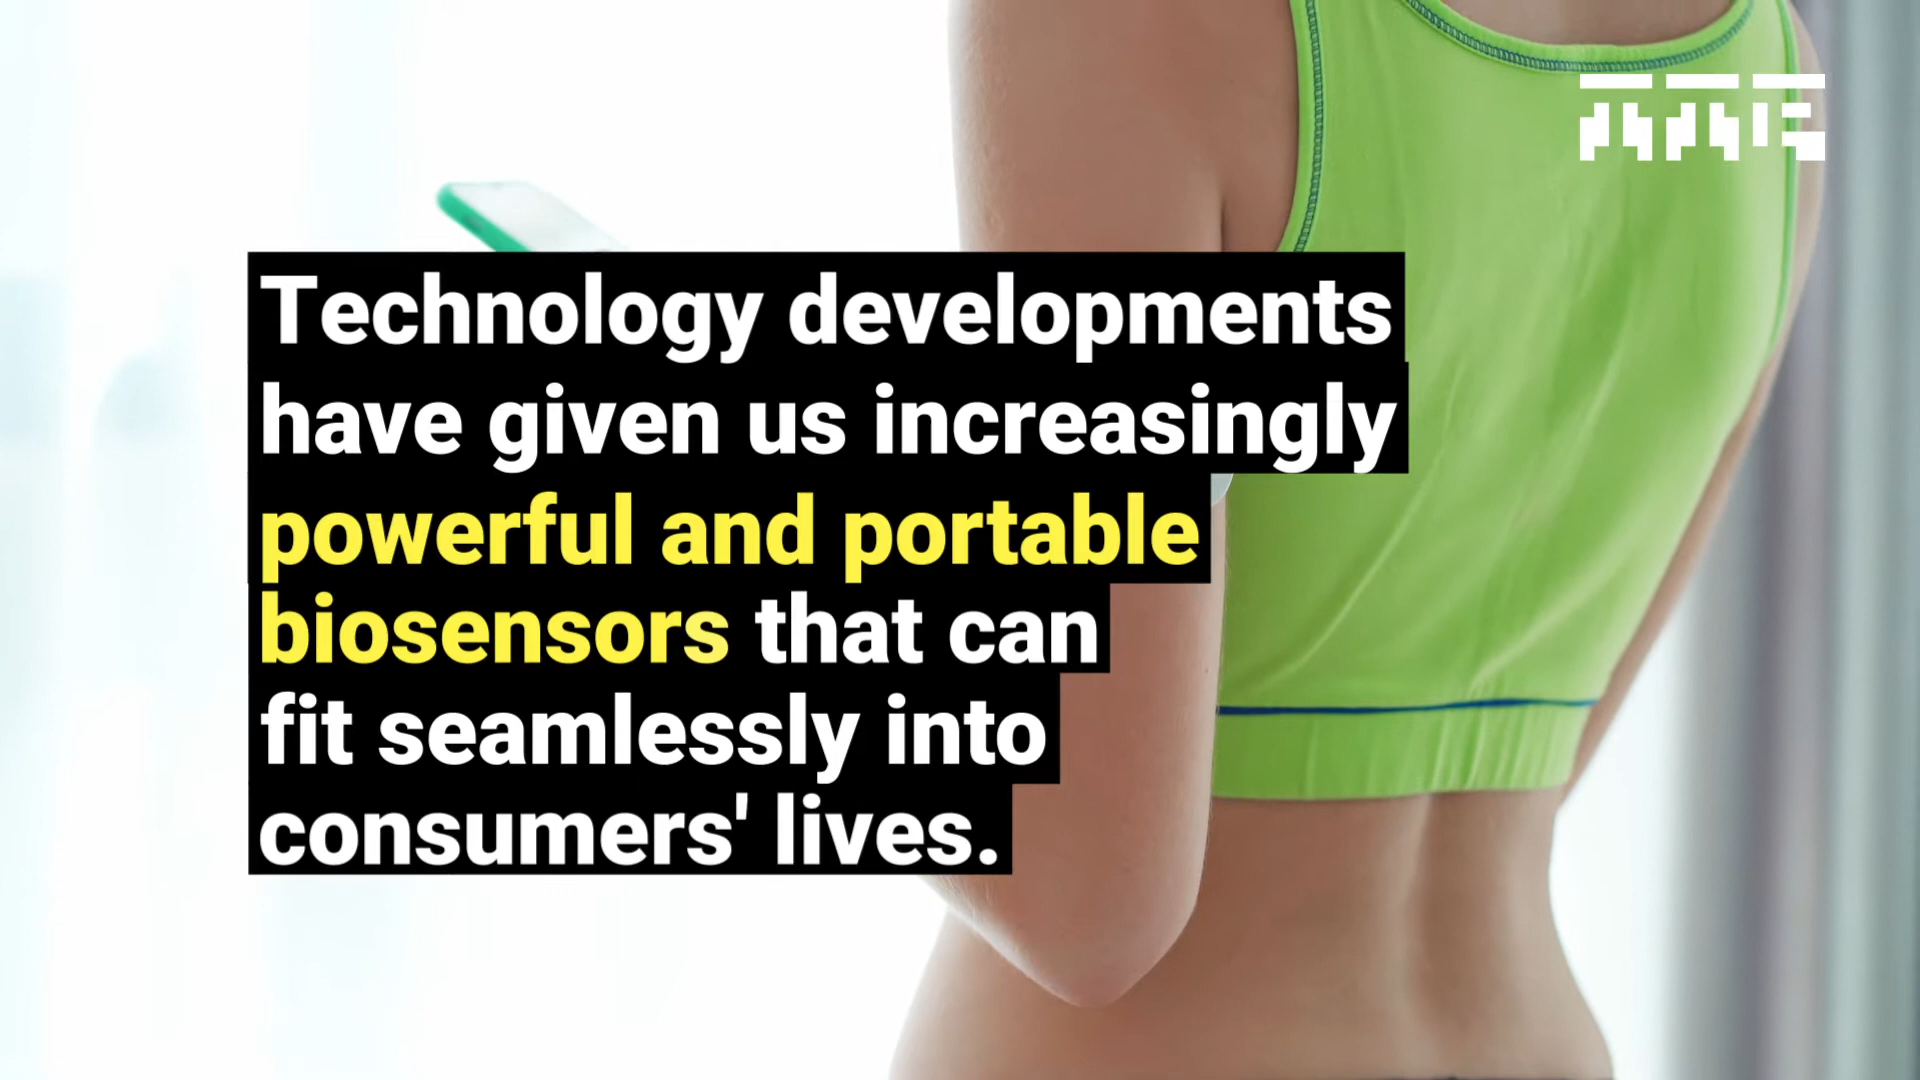 Technology developments
have given us increasingly
powerful and portable
biosensors that can
fit seamlessly into
consumers' lives.